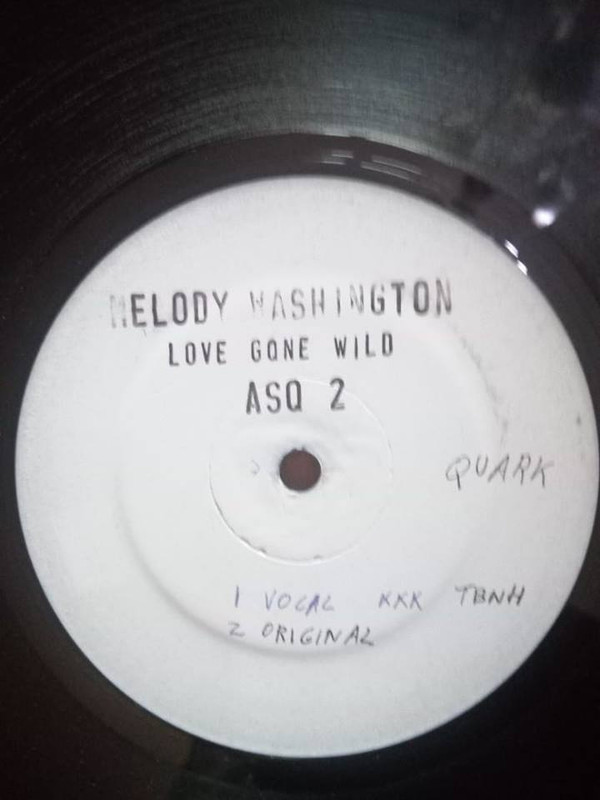 MELODY WASHINGTON
LOVE GONE WILD
ASQ 2
QUARK
1 VOCAL KKK TBNH
2 ORIGINAL